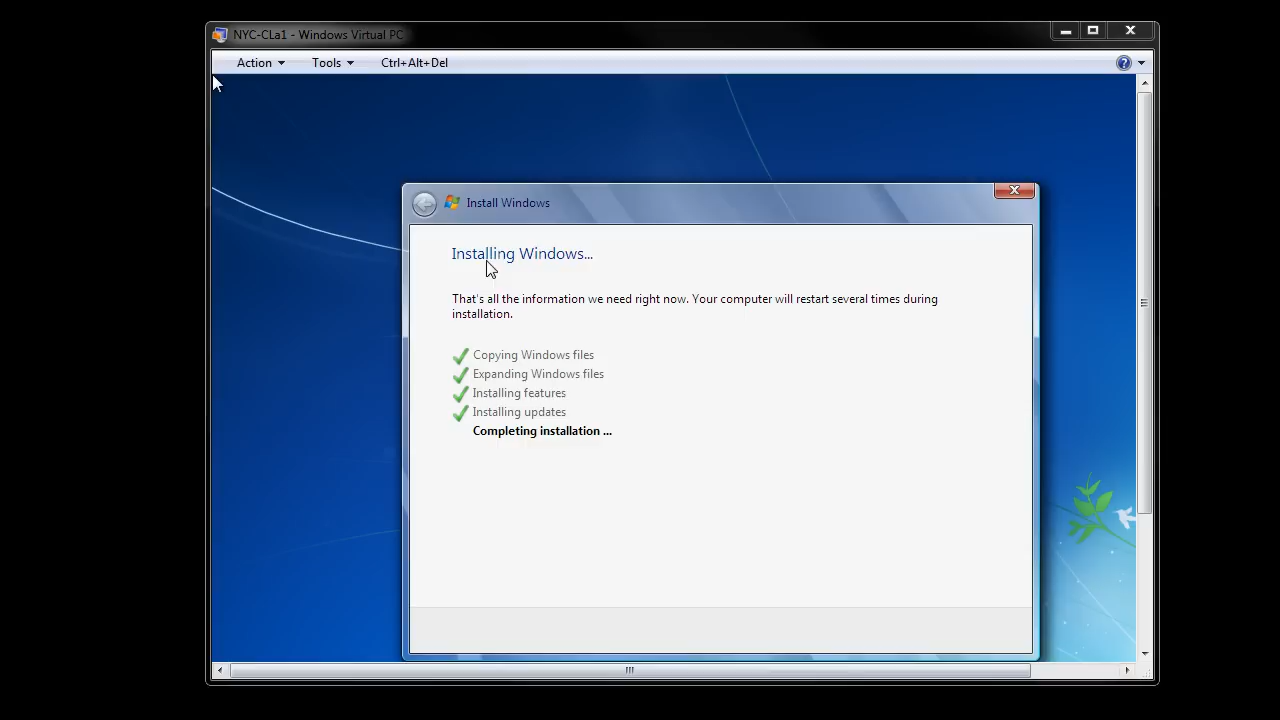 NYC-CLa1 - Windows Virtual PC
Action Tools Ctrl+Alt+Del
Install Windows
Installing Windows...
That's all the information we need right now. Your computer will restart several times during
installation.
Copying Windows files
Expanding Windows files
Installing features
Installing updates
Completing installation ...